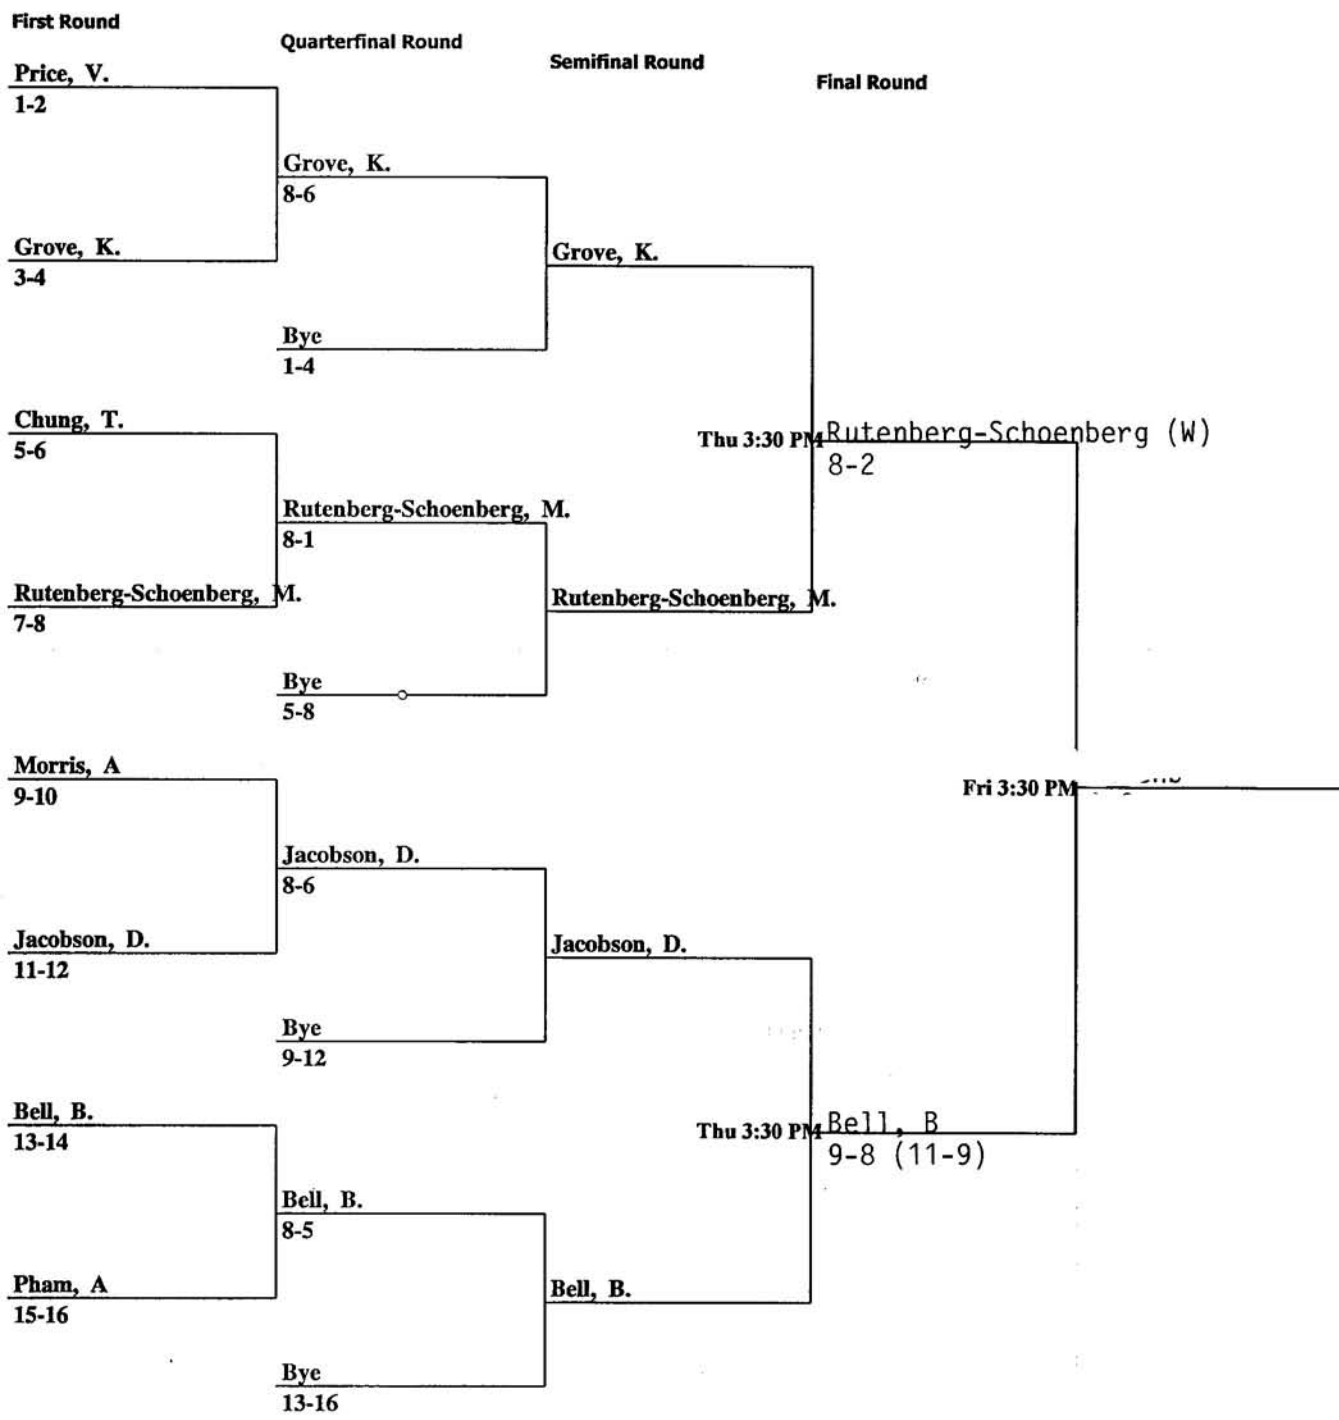 First Round
Quarterfinal Round
Semifinal Round
Final Round
Price, V.
1-2
Grove, K.
8-6
Grove, K.
3-4
Grove, K.
Bye
1-4
Chung, T.
5-6
Thu 3:30 PM Rutenberg-Schoenberg (W)
8-2
Rutenberg-Schoenberg, M.
8-1
Rutenberg-Schoenberg, M.
7-8
Rutenberg-Schoenberg, M.
Bye
5-8
Morris, A
9-10
Fri 3:30 PM
Jacobson, D.
8-6
Jacobson, D.
11-12
Jacobson, D.
Bye
9-12
Bell, B.
13-14
Thu 3:30 PM Bell, B
9-8 (11-9)
Bell, B.
8-5
Pham, A
15-16
Bell, B.
Bye
13-16